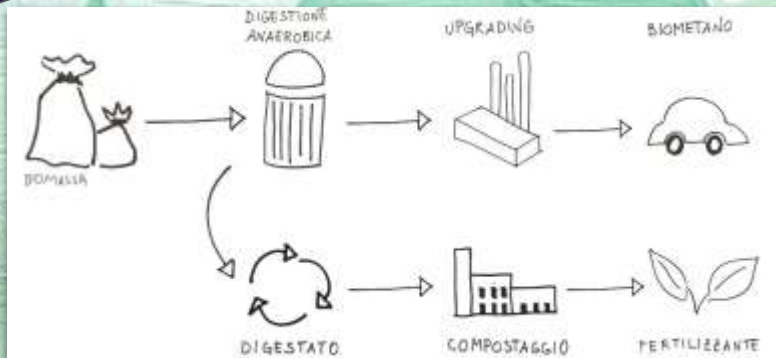 DIGESTIONE
ANAEROBICA
UPGRADING
BIOMETANO
BIOMASSA
DIGESTATO
COMPOSTAGGIO
FERTILIZZANTE